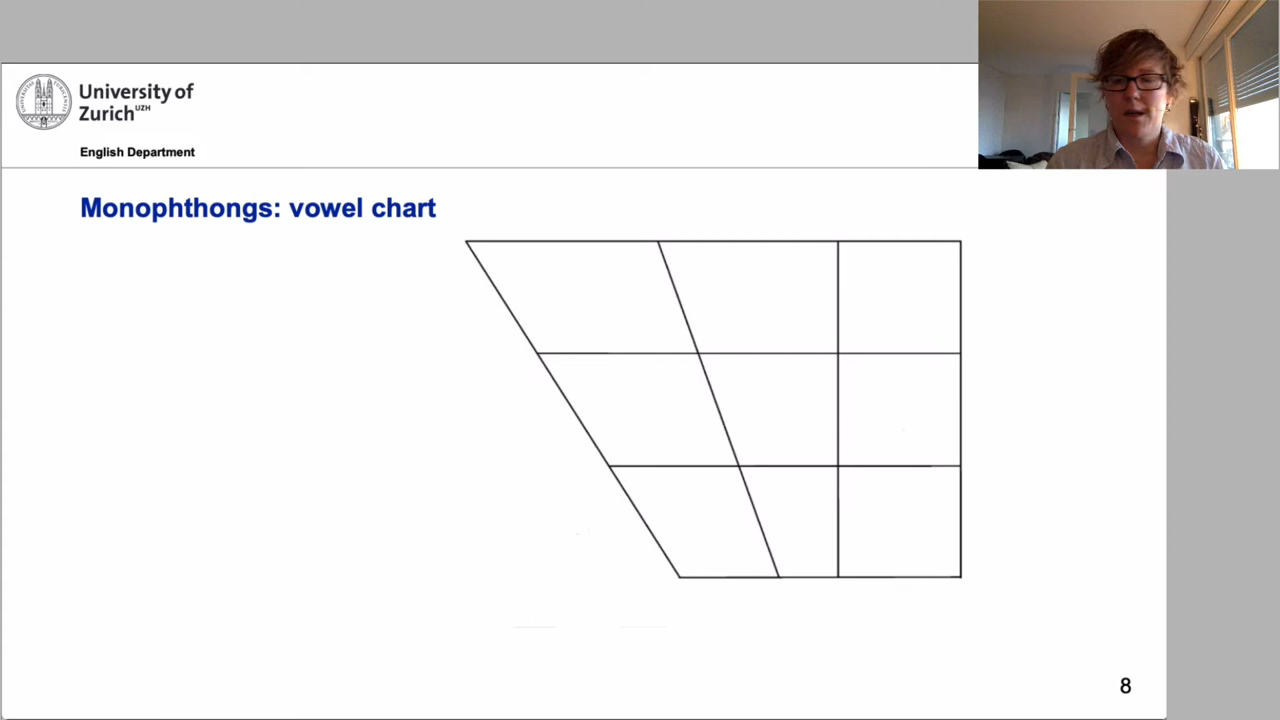 University of
Zurich UZH
English Department
Monophthongs: vowel chart
8